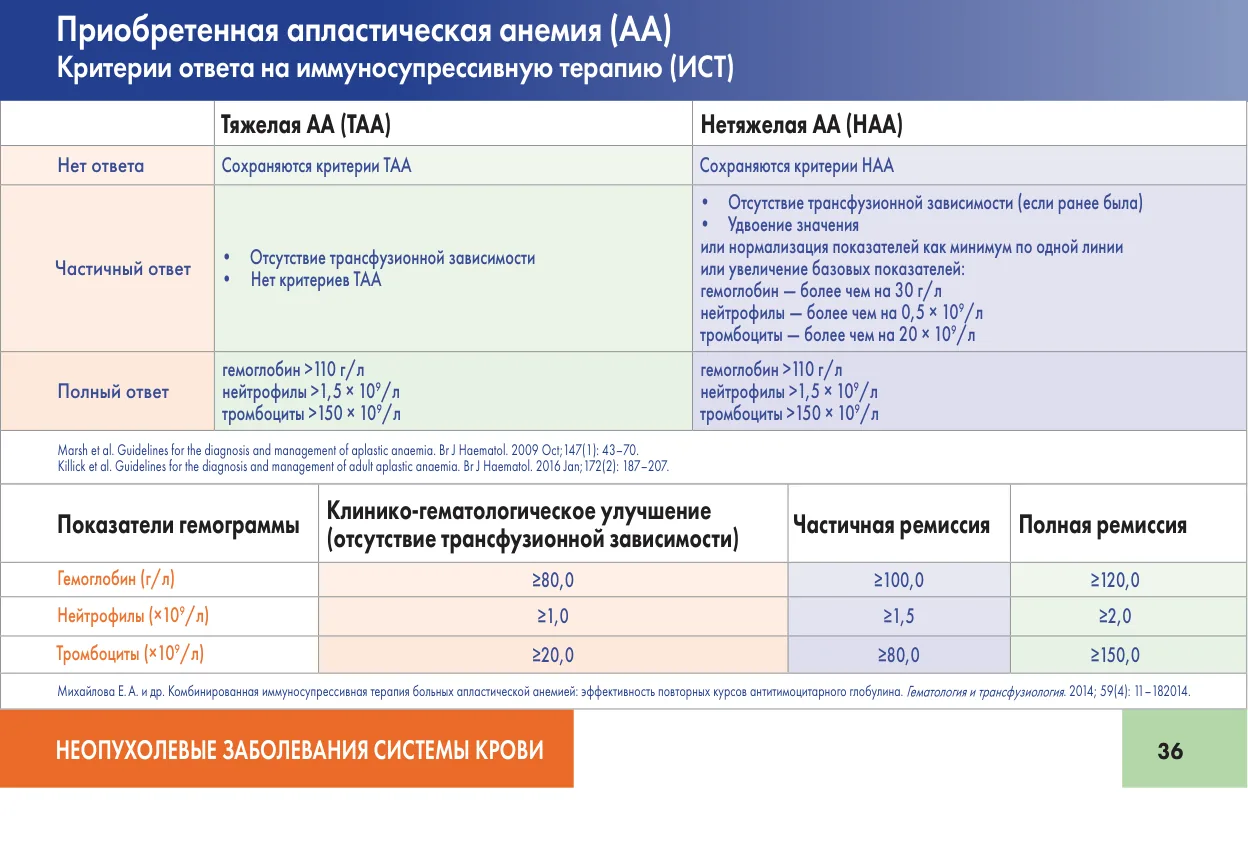 Приобретенная апластическая анемия (АА)
Критерии ответа на иммуносупрессивную терапию (ИСТ)
Тяжелая АА (ТАА)
Нетяжелая АА (НАА)
Нет ответа
Сохраняются критерии ТАА
Сохраняются критерии НАА
Частичный ответ
• Отсутствие трансфузионной зависимости
• Нет критериев ТАА
• Отсутствие трансфузионной зависимости (если ранее была)
• Удвоение значения
или нормализация показателей как минимум по одной линии
или увеличение базовых показателей:
гемоглобин — более чем на 30 г/л
нейтрофилы — более чем на 0,5 × 10⁹/л
тромбоциты — более чем на 20 × 10⁹/л
Полный ответ
гемоглобин >110 г/л
нейтрофилы >1,5 × 10⁹/л
тромбоциты >150 × 10⁹/л
гемоглобин >110 г/л
нейтрофилы >1,5 × 10⁹/л
тромбоциты >150 × 10⁹/л
Marsh et al. Guidelines for the diagnosis and management of aplastic anaemia. Br J Haematol. 2009 Oct;147(1): 43–70.
Killick et al. Guidelines for the diagnosis and management of adult aplastic anaemia. Br J Haematol. 2016 Jan;172(2): 187–207.
Показатели гемограммы
Клинико-гематологическое улучшение
(отсутствие трансфузионной зависимости)
Частичная ремиссия
Полная ремиссия
Гемоглобин (г/л)
≥80,0
≥100,0
≥120,0
Нейтрофилы (×10⁹/л)
≥1,0
≥1,5
≥2,0
Тромбоциты (×10⁹/л)
≥20,0
≥80,0
≥150,0
Михайлова Е.А. и др. Комбинированная иммуносупрессивная терапия больных апластической анемией: эффективность повторных курсов антитимоцитарного глобулина. Гематология и трансфузиология. 2014; 59(4): 11–182014.
НЕОПУХОЛЕВЫЕ ЗАБОЛЕВАНИЯ СИСТЕМЫ КРОВИ
36